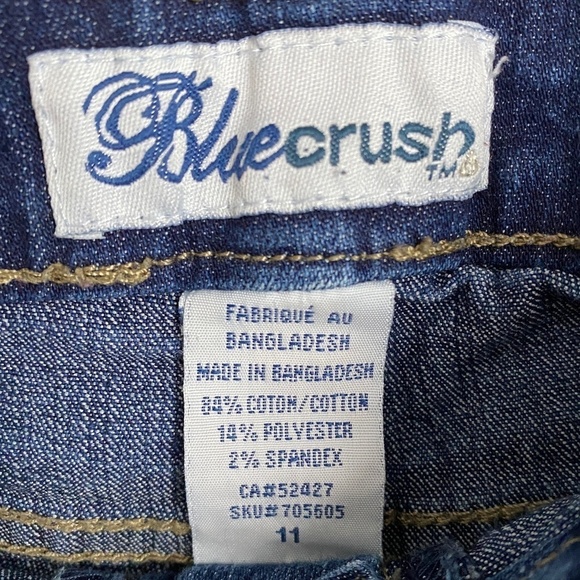 Bluecrush TM
FABRIQUÉ AU
BANGLADESH
MADE IN BANGLADESH
84% COTON/COTTON
14% POLYESTER
2% SPANDEX
CA#52427
SKU#705605
11